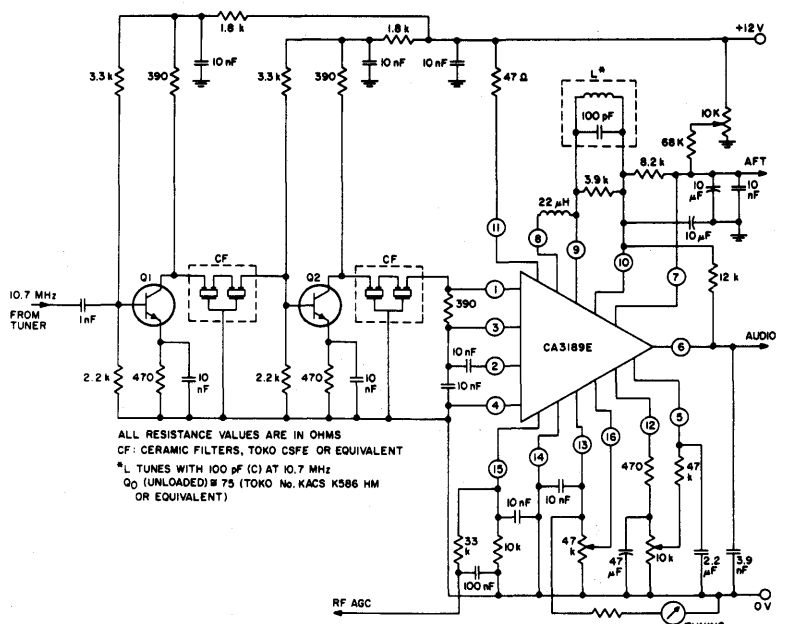 1.8 k
1.8 k
+12 V
10 nF
10 nF
10 nF
3.3 k
390
3.3 k
390
47 Ω
L*
100 pF
10K
68K
8.2 k
AFT
3.9 k
10 µF
10 nF
22 µH
10 µF
11
8
9
10
7
12 k
CF
CF
Q1
Q2
10.7 MHz
FROM
TUNER
1nF
1
390
3
10 nF
2
CA3189E
6
AUDIO
2.2 k
470
10 nF
2.2 k
470
10 nF
10 nF
4
5
ALL RESISTANCE VALUES ARE IN OHMS
CF: CERAMIC FILTERS, TOKO CSFE OR EQUIVALENT
*L TUNES WITH 100 pF (C) AT 10.7 MHz
Q0 (UNLOADED) ≅ 75 (TOKO No. KACS K586 HM
OR EQUIVALENT)
15
14
13
16
12
470
47 k
10 nF
10 nF
33 k
10k
47 k
47 µF
10k
2.2 µF
3.9 nF
100 nF
0 V
RF AGC